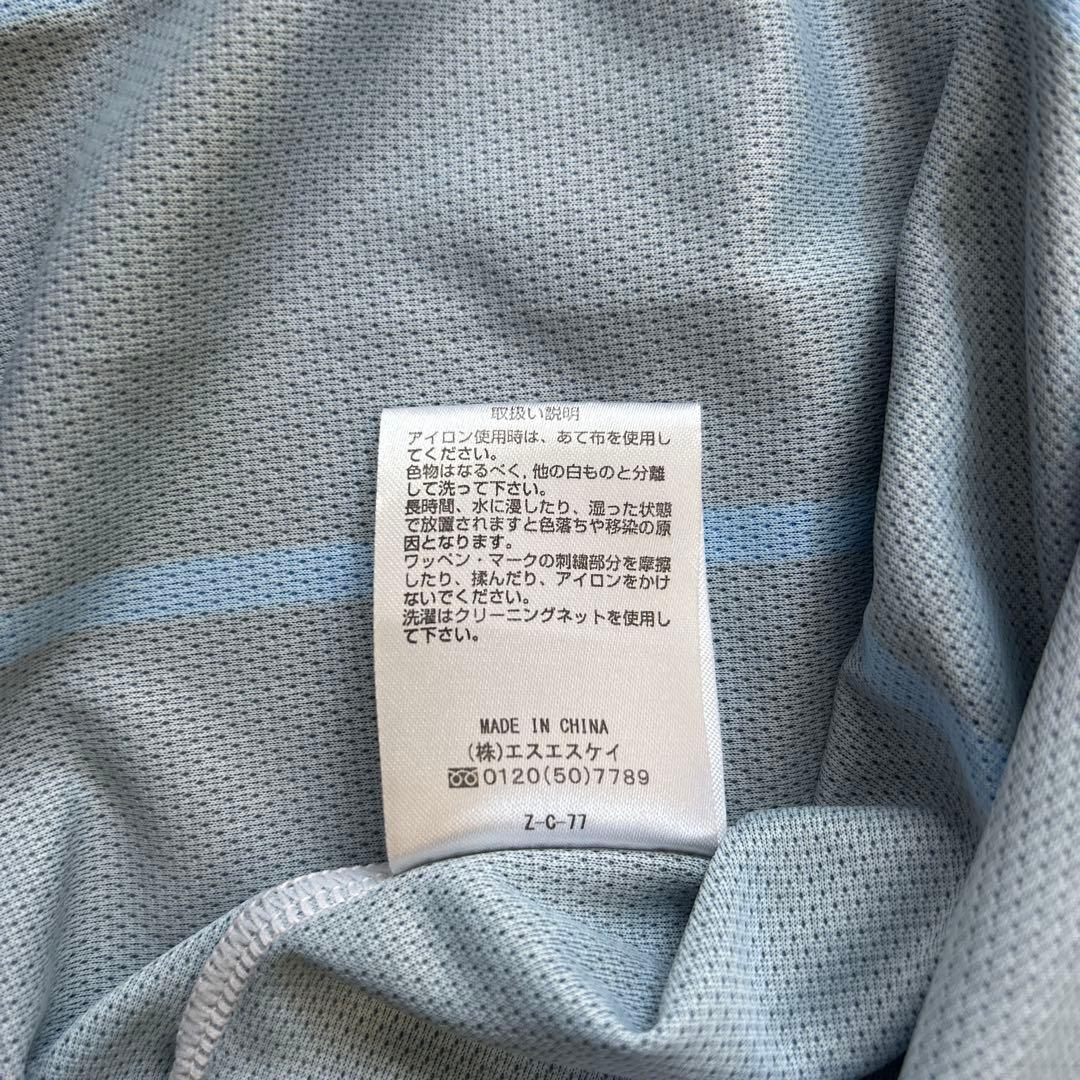 取扱い説明
アイロン使用時は、あて布を使用し
てください。
色物はなるべく,他の白ものと分離
して洗って下さい。
長時間、水に浸したり、湿った状態
で放置されますと色落ちや移染の原
因となります。
ワッペン・マークの刺繍部分を摩擦
したり、揉んだり、アイロンをかけ
ないでください。
洗濯はクリーニングネットを使用し
て下さい。
MADE IN CHINA
(株)エスエスケイ
0120(50)7789
Z-C-77